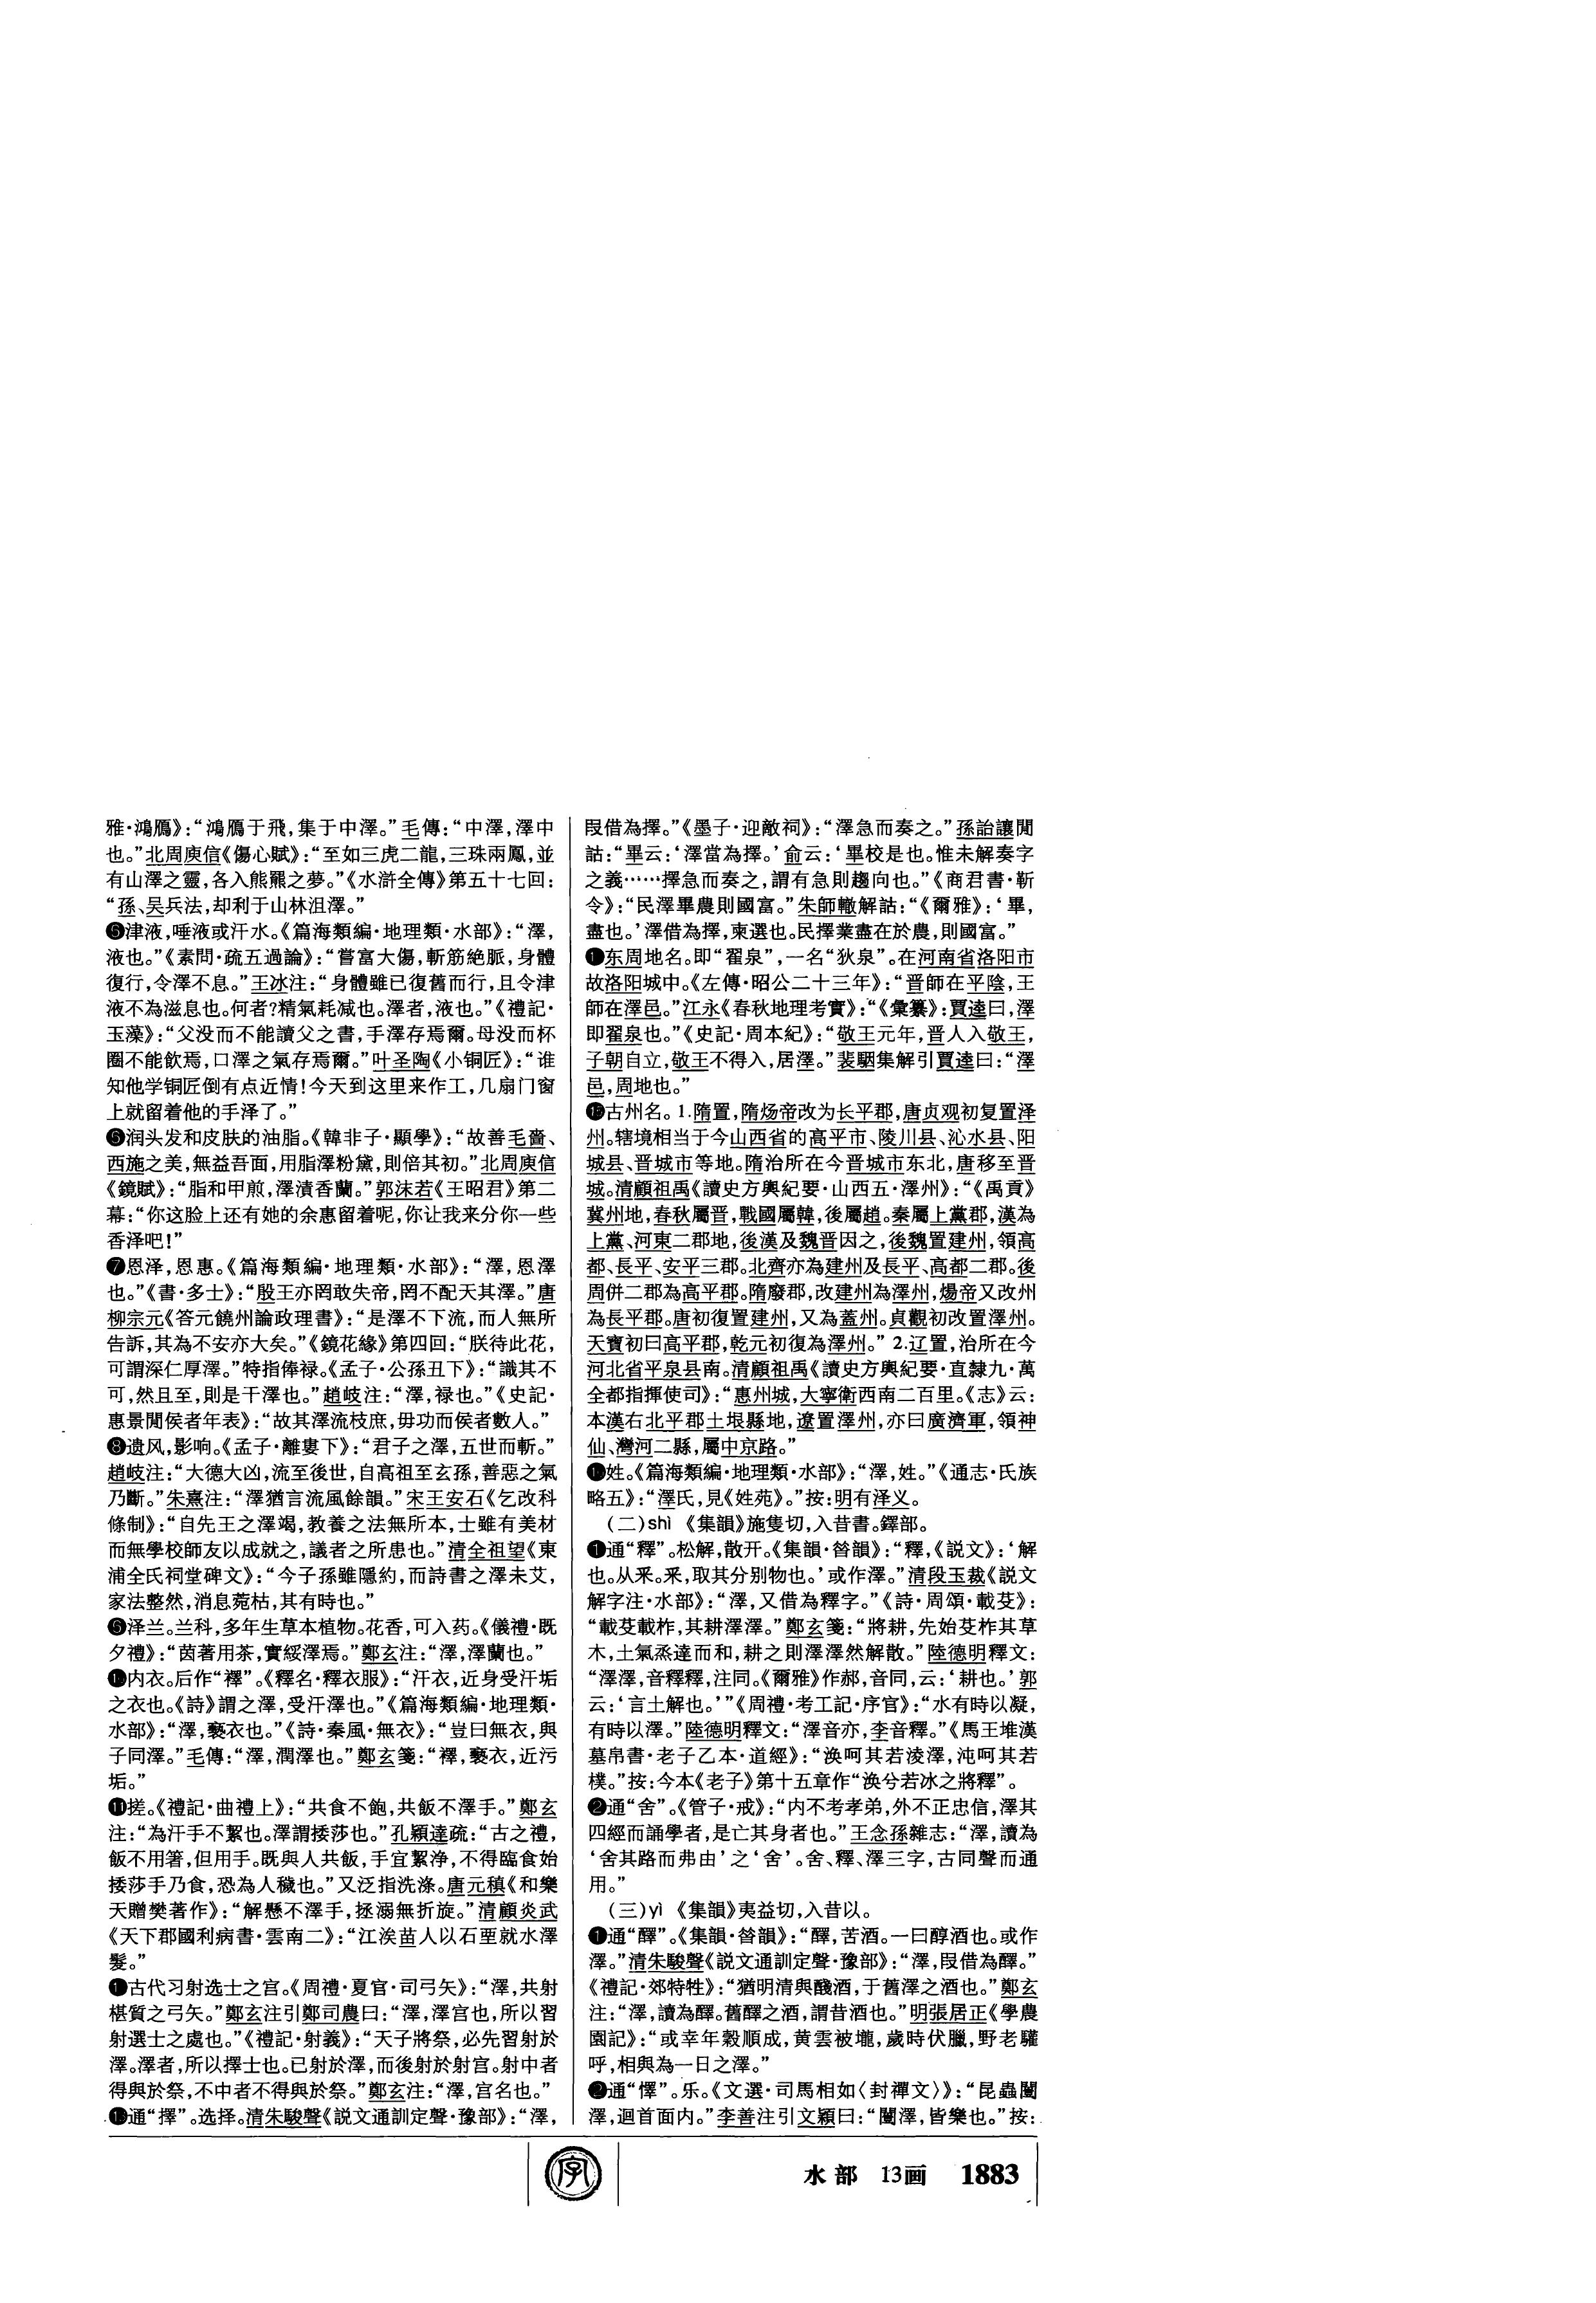 雅·鴻鴈》：“鴻鴈于飛，集于中澤。”毛傳：“中澤，澤中
也。”北周庾信《傷心賦》：“至如三虎二龍，三珠兩鳳，並
有山澤之靈，各入熊羆之夢。”《水滸全傳》第五十七回：
“孫、吴兵法，却利于山林沮澤。”
❺津液，唾液或汗水。《篇海類編·地理類·水部》：“澤，
液也。”《素問·疏五過論》：“嘗富大傷，斬筋絶脈，身體
復行，令澤不息。”王冰注：“身體雖已復舊而行，且令津
液不為滋息也。何者?精氣耗减也。澤者，液也。”《禮記·
玉藻》：“父没而不能讀父之書，手澤存焉爾。母没而杯
圈不能飲焉，口澤之氣存焉爾。”叶圣陶《小铜匠》：“谁
知他学铜匠倒有点近情！今天到这里来作工，几扇门窗
上就留着他的手泽了。”
❻润头发和皮肤的油脂。《韓非子·顯學》：“故善毛嗇、
西施之美，無益吾面，用脂澤粉黛，則倍其初。”北周庾信
《鏡賦》：“脂和甲煎，澤漬香蘭。”郭沫若《王昭君》第二
幕：“你这脸上还有她的余惠留着呢，你让我来分你一些
香泽吧！”
❼恩泽，恩惠。《篇海類編·地理類·水部》：“澤，恩澤
也。”《書·多士》：“殷王亦罔敢失帝，罔不配天其澤。”唐
柳宗元《答元饒州論政理書》：“是澤不下流，而人無所
告訴，其為不安亦大矣。”《鏡花緣》第四回：“朕待此花，
可謂深仁厚澤。”特指俸禄。《孟子·公孫丑下》：“識其不
可，然且至，則是干澤也。”趙岐注：“澤，禄也。”《史記·
惠景閒侯者年表》：“故其澤流枝庶，毋功而侯者數人。”
❽遗风，影响。《孟子·離婁下》：“君子之澤，五世而斬。”
趙岐注：“大德大凶，流至後世，自高祖至玄孫，善惡之氣
乃斷。”朱熹注：“澤猶言流風餘韻。”宋王安石《乞改科
條制》：“自先王之澤竭，教養之法無所本，士雖有美材
而無學校師友以成就之，議者之所患也。”清全祖望《東
浦全氏祠堂碑文》：“今子孫雖隱約，而詩書之澤未艾，
家法整然，消息菀枯，其有時也。”
❾泽兰。兰科，多年生草本植物。花香，可入药。《儀禮·既
夕禮》：“茵著用荼，實綏澤焉。”鄭玄注：“澤，澤蘭也。”
❿内衣。后作“襗”。《釋名·釋衣服》：“汗衣，近身受汗垢
之衣也。《詩》謂之澤，受汗澤也。”《篇海類編·地理類·
水部》：“澤，褻衣也。”《詩·秦風·無衣》：“豈曰無衣，與
子同澤。”毛傳：“澤，潤澤也。”鄭玄箋：“襗，褻衣，近污
垢。”
⓫搓。《禮記·曲禮上》：“共食不飽，共飯不澤手。”鄭玄
注：“為汗手不絜也。澤謂捼莎也。”孔穎達疏：“古之禮，
飯不用箸，但用手。既與人共飯，手宜絜浄，不得臨食始
捼莎手乃食，恐為人穢也。”又泛指洗涤。唐元稹《和樂
天贈樊著作》：“解懸不澤手，拯溺無折旋。”清顧炎武
《天下郡國利病書·雲南二》：“江涘苗人以石堊就水澤
髮。”
⓬古代习射选士之宫。《周禮·夏官·司弓矢》：“澤，共射
椹質之弓矢。”鄭玄注引鄭司農曰：“澤，澤宫也，所以習
射選士之處也。”《禮記·射義》：“天子將祭，必先習射於
澤。澤者，所以擇士也。已射於澤，而後射於射宫。射中者
得與於祭，不中者不得與於祭。”鄭玄注：“澤，宫名也。”
⓭通“擇”。选择。清朱駿聲《説文通訓定聲·豫部》：“澤，
叚借為擇。”《墨子·迎敵祠》：“澤急而奏之。”孫詒讓閒
詁：“畢云：‘澤當為擇。’俞云：‘畢校是也。惟未解奏字
之義……擇急而奏之，謂有急則趨向也。”《商君書·靳
令》：“民澤畢農則國富。”朱師轍解詁：“《爾雅》：‘畢，
盡也。’澤借為擇，柬選也。民擇業盡在於農，則國富。”
⓮东周地名。即“翟泉”，一名“狄泉”。在河南省洛阳市
故洛阳城中。《左傳·昭公二十三年》：“晋師在平陰，王
師在澤邑。”江永《春秋地理考實》：“《彙纂》：賈逵曰，澤
即翟泉也。”《史記·周本紀》：“敬王元年，晋人入敬王，
子朝自立，敬王不得入，居澤。”裴駰集解引賈逵曰：“澤
邑，周地也。”
⓯古州名。1.隋置，隋炀帝改为长平郡，唐贞观初复置泽
州。辖境相当于今山西省的高平市、陵川县、沁水县、阳
城县、晋城市等地。隋治所在今晋城市东北，唐移至晋
城。清顧祖禹《讀史方輿紀要·山西五·澤州》：“《禹貢》
冀州地，春秋屬晋，戰國屬韓，後屬趙。秦屬上黨郡，漢為
上黨、河東二郡地，後漢及魏晋因之，後魏置建州，領高
都、長平、安平三郡。北齊亦為建州及長平、高都二郡。後
周併二郡為高平郡。隋廢郡，改建州為澤州，煬帝又改州
為長平郡。唐初復置建州，又為蓋州。貞觀初改置澤州。
天寶初曰高平郡，乾元初復為澤州。”2.辽置，治所在今
河北省平泉县南。清顧祖禹《讀史方輿紀要·直隸九·萬
全都指揮使司》：“惠州城，大寧衛西南二百里。《志》云：
本漢右北平郡土垠縣地，遼置澤州，亦曰廣濟軍，領神
仙、灣河二縣，屬中京路。”
⓰姓。《篇海類編·地理類·水部》：“澤，姓。”《通志·氏族
略五》：“澤氏，見《姓苑》。”按：明有泽义。
（二）shì 《集韻》施隻切，入昔書。鐸部。
❶通“釋”。松解，散开。《集韻·㫺韻》：“釋，《説文》：‘解
也。从釆。釆，取其分别物也。’或作澤。”清段玉裁《説文
解字注·水部》：“澤，又借為釋字。”《詩·周頌·載芟》：
“載芟載柞，其耕澤澤。”鄭玄箋：“將耕，先始芟柞其草
木，土氣烝達而和，耕之則澤澤然解散。”陸德明釋文：
“澤澤，音釋釋，注同。《爾雅》作郝，音同，云：‘耕也。’郭
云：‘言土解也。’”《周禮·考工記·序官》：“水有時以凝，
有時以澤。”陸德明釋文：“澤音亦，李音釋。”《馬王堆漢
墓帛書·老子乙本·道經》：“涣呵其若凌澤，沌呵其若
樸。”按：今本《老子》第十五章作“涣兮若冰之將釋”。
❷通“舍”。《管子·戒》：“内不考孝弟，外不正忠信，澤其
四經而誦學者，是亡其身者也。”王念孫雜志：“澤，讀為
‘舍其路而弗由’之‘舍’。舍、釋、澤三字，古同聲而通
用。”
（三）yì 《集韻》夷益切，入昔以。
❶通“醳”。《集韻·㫺韻》：“醳，苦酒。一曰醇酒也。或作
澤。”清朱駿聲《説文通訓定聲·豫部》：“澤，叚借為醳。”
《禮記·郊特牲》：“猶明清與醆酒，于舊澤之酒也。”鄭玄
注：“澤，讀為醳。舊醳之酒，謂昔酒也。”明張居正《學農
園記》：“或幸年穀順成，黄雲被壠，歲時伏臘，野老驩
呼，相與為一日之澤。”
❷通“懌”。乐。《文選·司馬相如〈封禪文〉》：“昆蟲闓
澤，迴首面内。”李善注引文穎曰：“闓澤，皆樂也。”按：
字
水部 13画 1883